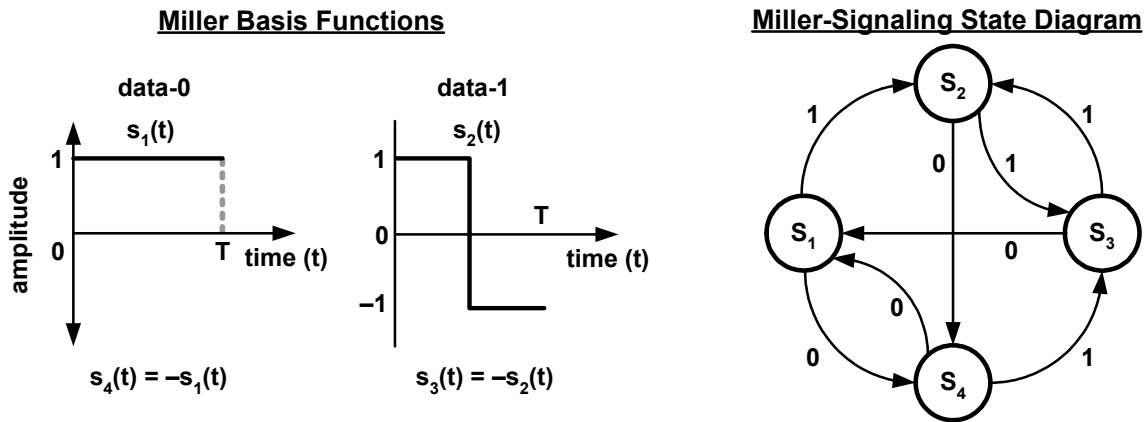 Miller Basis Functions
data-0
s₁(t)
1
amplitude
0
T
time (t)
s₄(t) = –s₁(t)
data-1
s₂(t)
1
T
0
time (t)
–1
s₃(t) = –s₂(t)
Miller-Signaling State Diagram
S₂
1
1
0
1
S₁
S₃
0
0
0
1
S₄